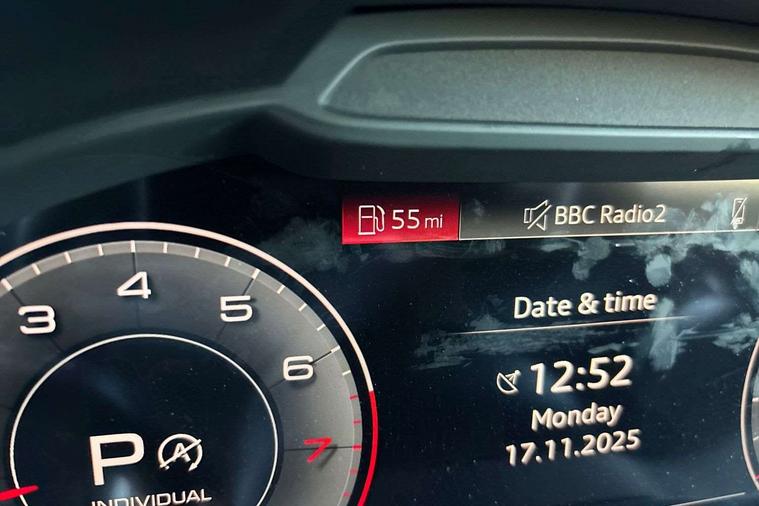 55 mi
BBC Radio2
Date & time
12:52
Monday
17.11.2025
3
4
5
6
7
P A
INDIVIDUAL